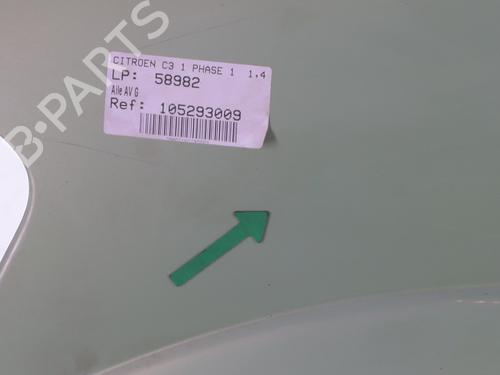 B-PARTS
CITROEN C3 1 PHASE 1 1,4
LP: 58982
Aile AV G
Ref: 105293009